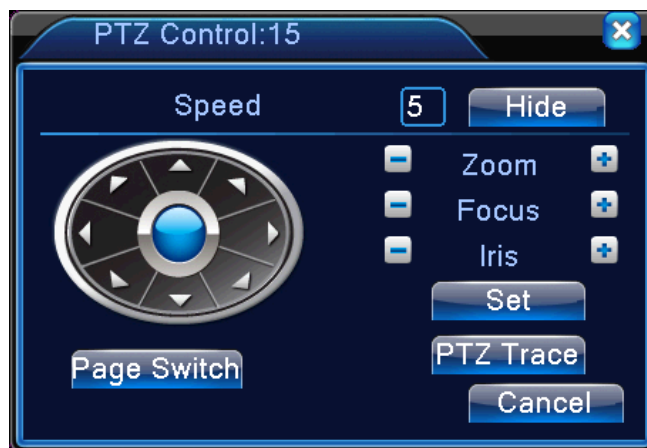 PTZ Control:15
Speed 5 Hide
Zoom
Focus
Iris
Set
PTZ Trace
Page Switch
Cancel